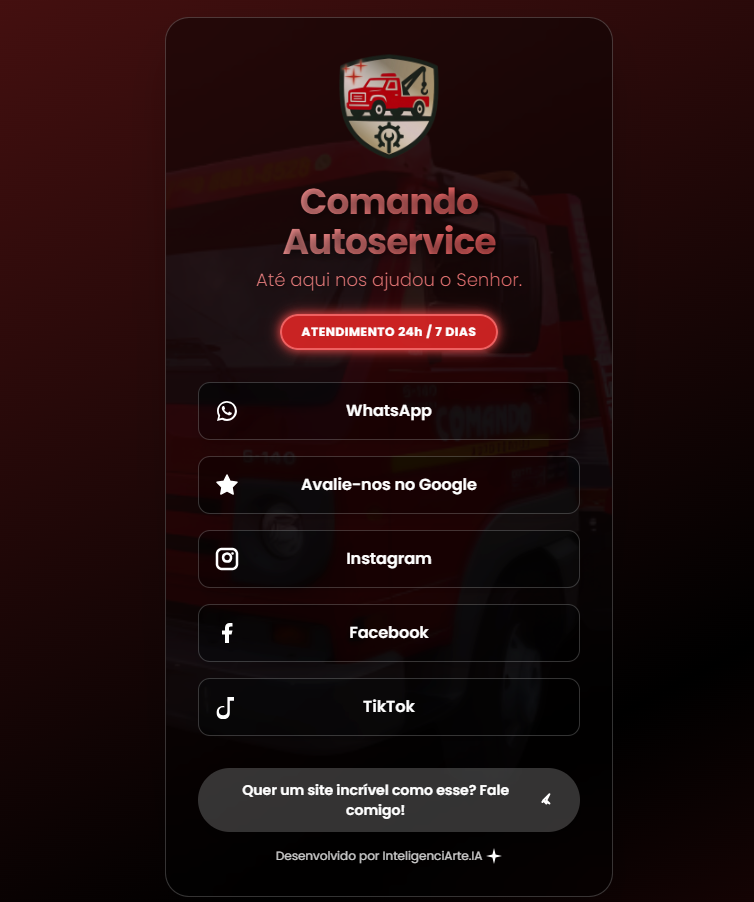 Comando
Autoservice
Até aqui nos ajudou o Senhor.
ATENDIMENTO 24h / 7 DIAS
WhatsApp
COMANDO
Avalie-nos no Google
Instagram
Facebook
TikTok
Quer um site incrível como esse? Fale
comigo!
Desenvolvido por InteligenciArte.IA